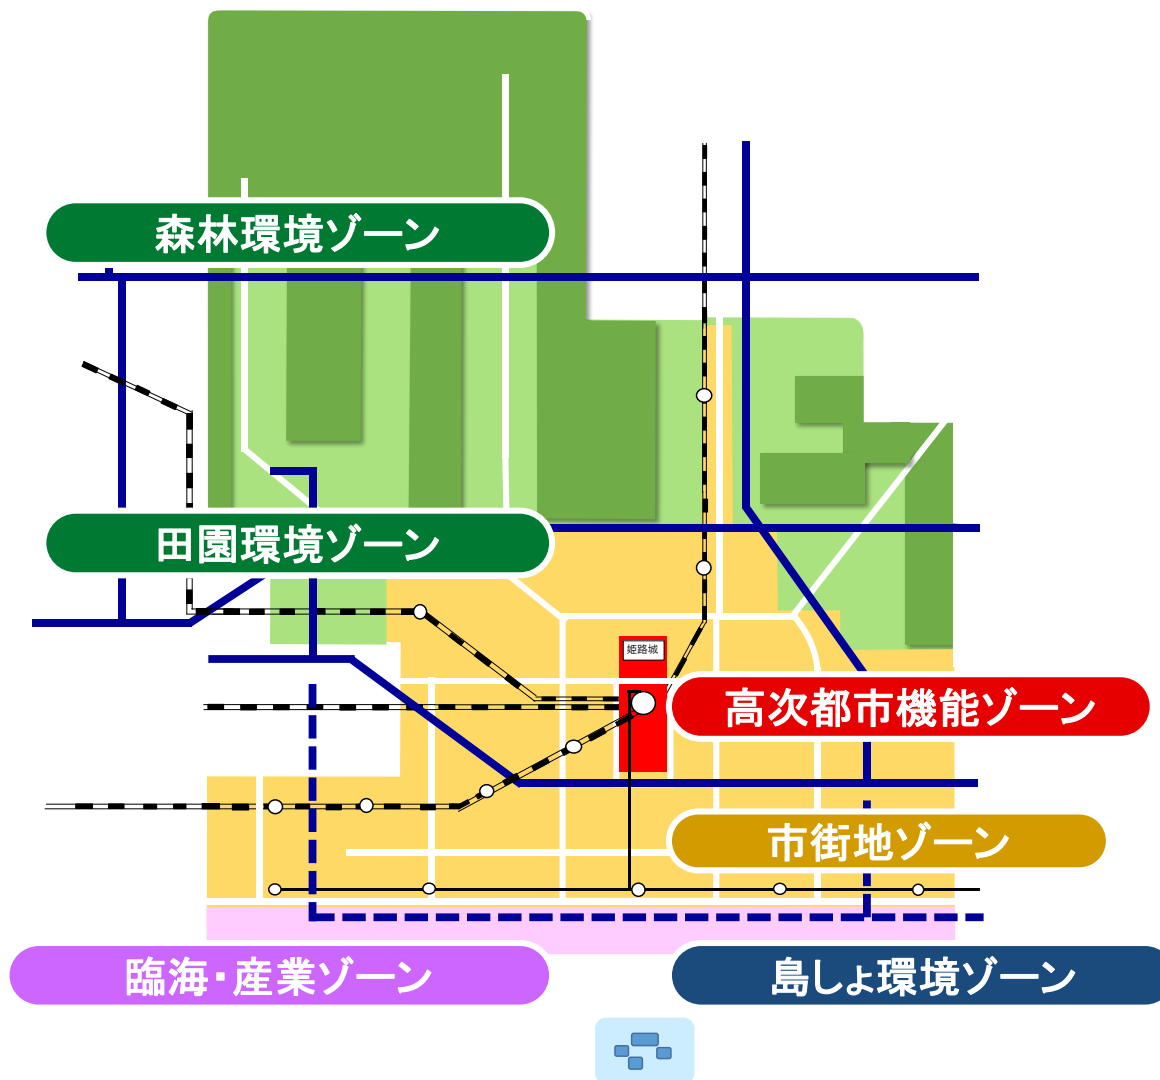 森林環境ゾーン
田園環境ゾーン
姫路城
高次都市機能ゾーン
市街地ゾーン
臨海・産業ゾーン
島しょ環境ゾーン